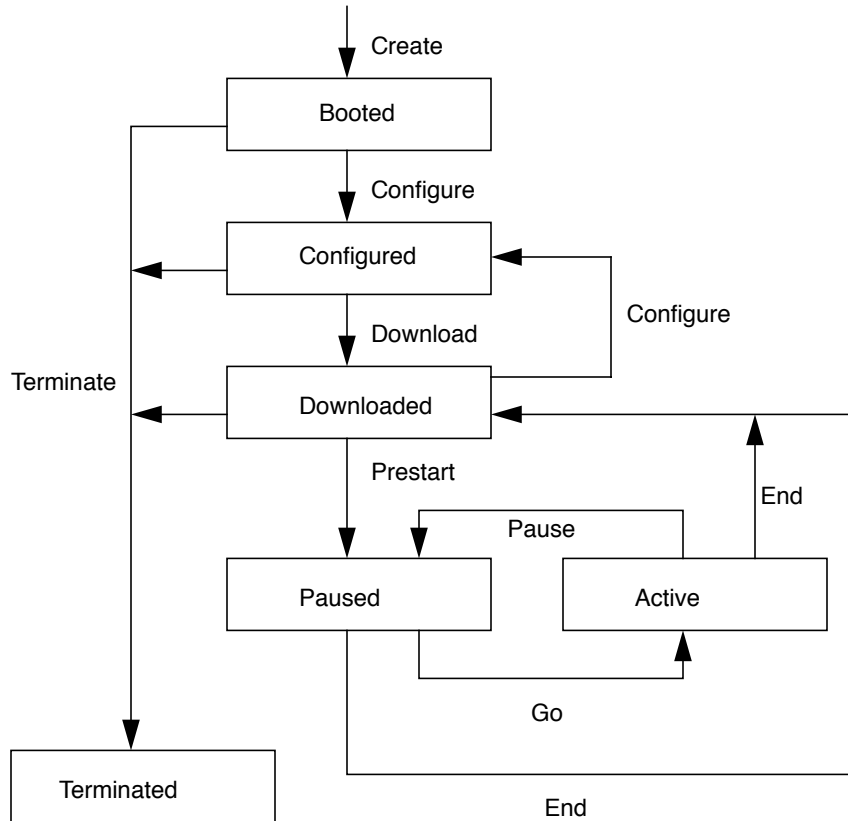 Create
Booted
Configure
Configured
Configure
Download
Terminate
Downloaded
Prestart
End
Pause
Paused
Active
Go
Terminated
End